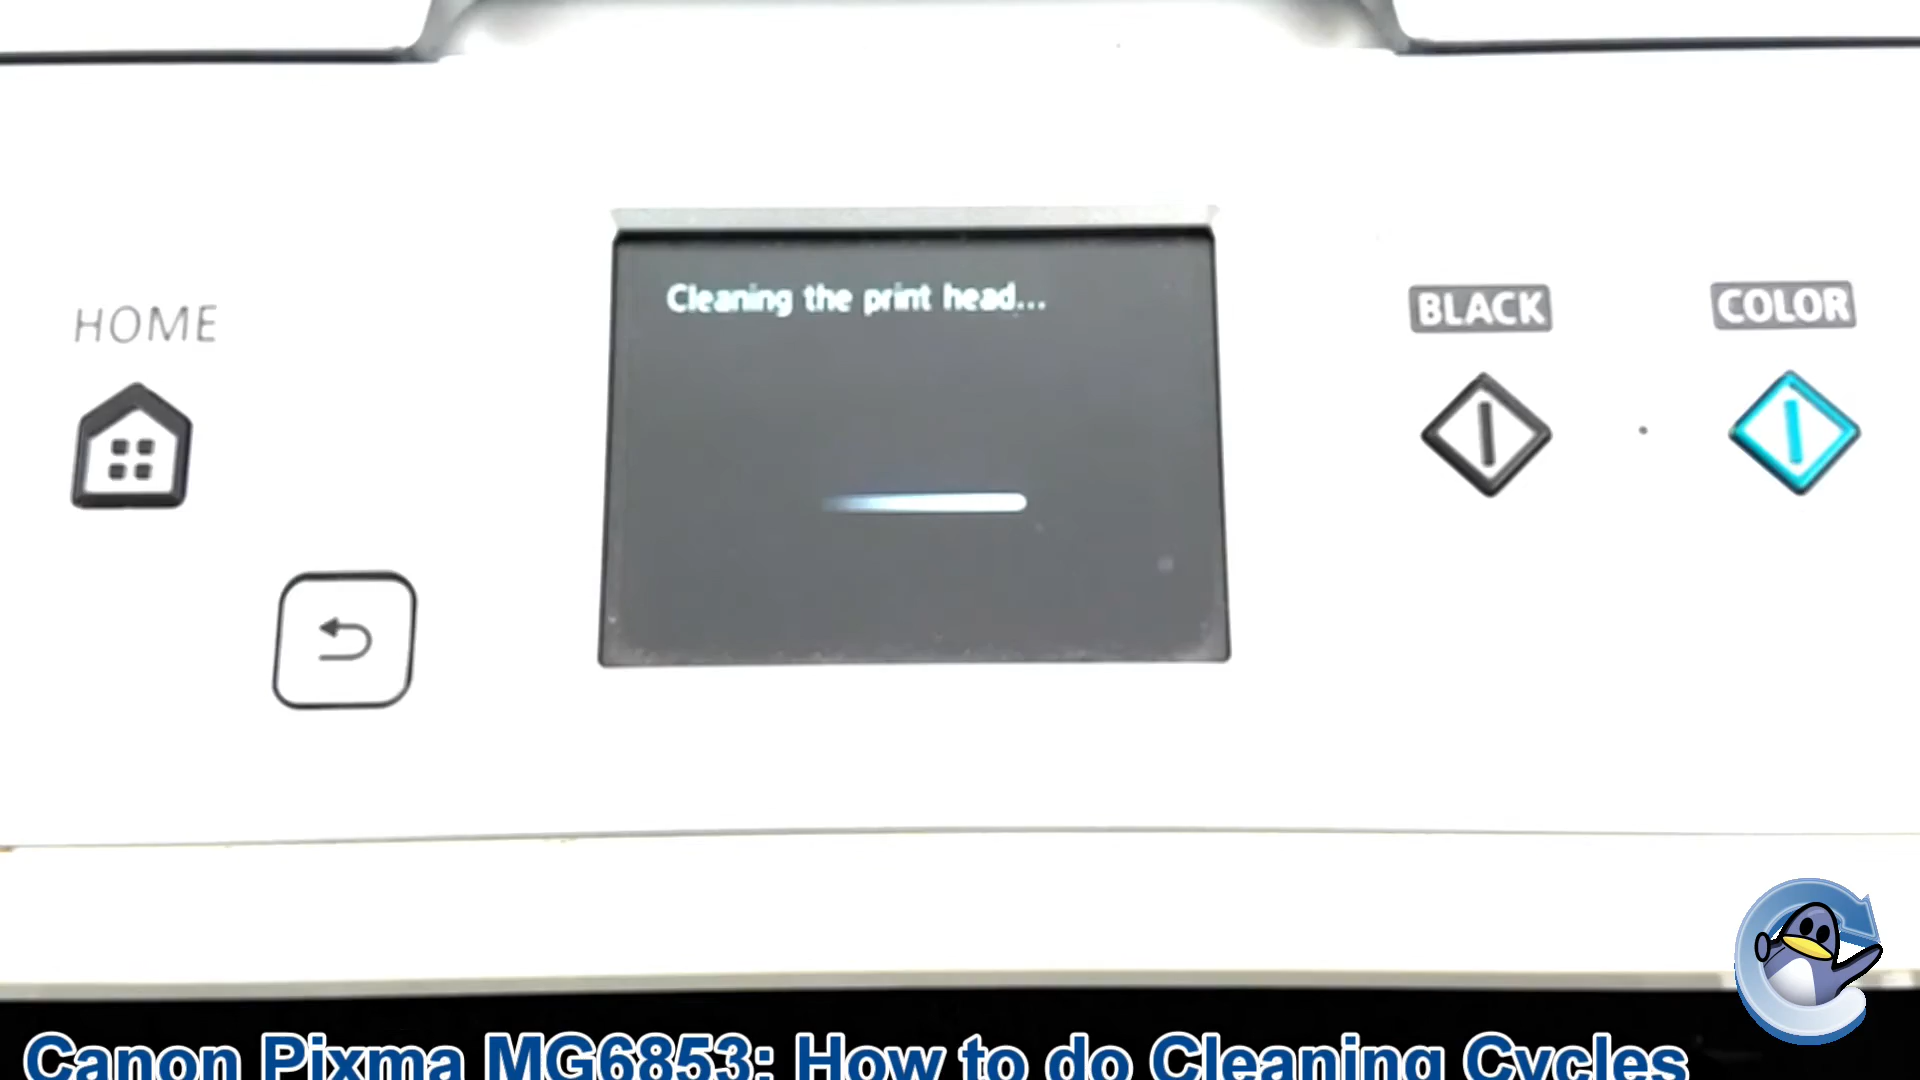 HOME
Cleaning the print head...
BLACK
COLOR
Canon Pixma MG6853: How to do Cleaning Cycles